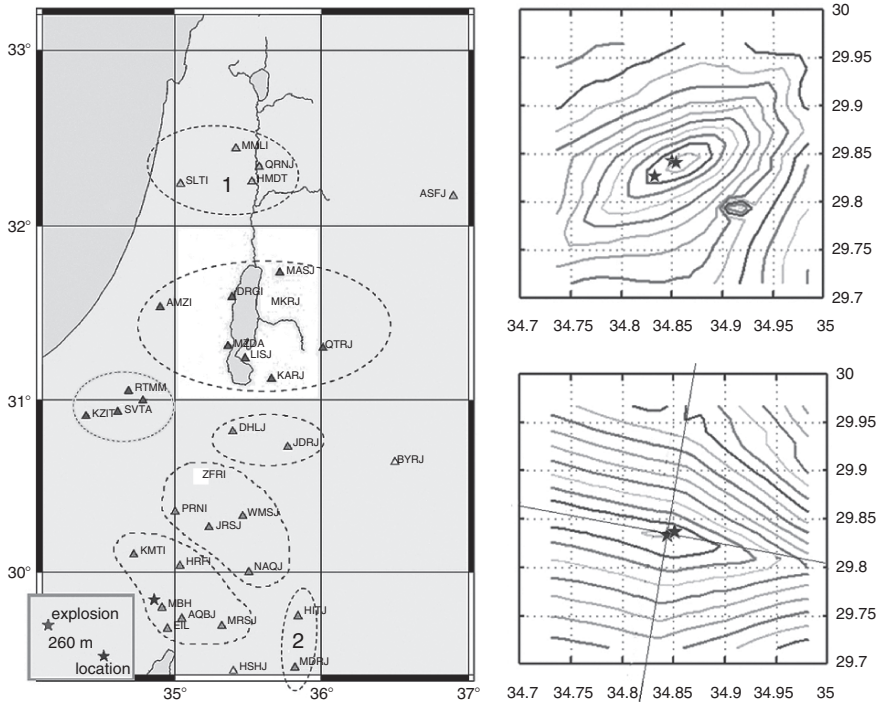 33°
32°
31°
30°
35°
36°
37°
MMLI
QRNJ
HMDT
SLTI
1
ASFJ
MASJ
DRGI
MKRJ
AMZI
MZDA
LISJ
QTRJ
KARJ
RTMM
KZIT
SVTA
DHLJ
JDRJ
BYRJ
ZFRI
PRNI
WMSJ
JRSJ
KMTI
HRFI
NAQJ
MBH
AQBJ
EIL
MRSJ
HITJ
2
MDRJ
HSHJ
explosion
260 m
location
30
29.95
29.9
29.85
29.8
29.75
29.7
34.7 34.75 34.8 34.85 34.9 34.95 35
30
29.95
29.9
29.85
29.8
29.75
29.7
34.7 34.75 34.8 34.85 34.9 34.95 35